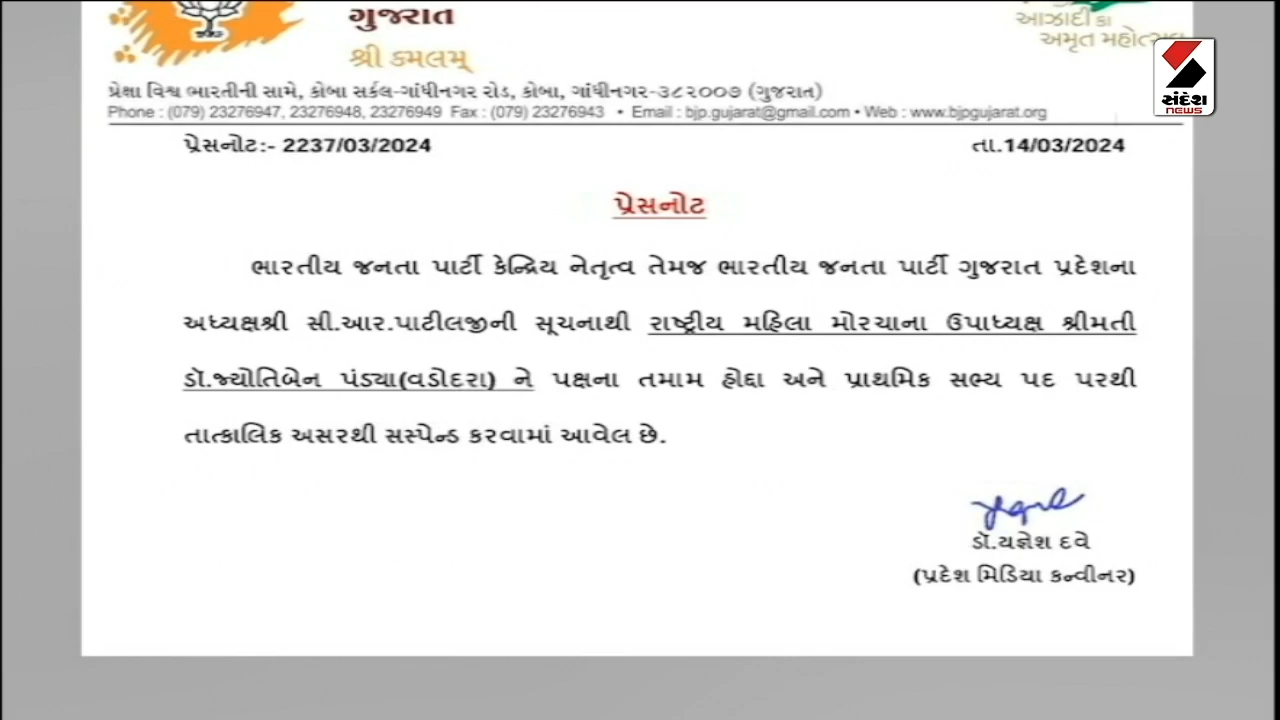 ગુજરાત
શ્રી કમલમ્
આઝાદી કા
અમૃત મહોત્સવ
સંદેશ
NEWS
પ્રેક્ષા વિશ્વ ભારતીની સામે, કોબા સર્કલ-ગાંધીનગર રોડ, કોબા, ગાંધીનગર-૩૮૨૦૦૭ (ગુજરાત)
Phone : (079) 23276947, 23276948, 23276949 Fax : (079) 23276943 • Email : bjp.gujarat@gmail.com • Web : www.bjpgujarat.org
પ્રેસનોટ:- 2237/03/2024 તા.14/03/2024
પ્રેસનોટ
ભારતીય જનતા પાર્ટી કેન્દ્રિય નેતૃત્વ તેમજ ભારતીય જનતા પાર્ટી ગુજરાત પ્રદેશના
અધ્યક્ષશ્રી સી.આર.પાટીલજીની સૂચનાથી રાષ્ટ્રીય મહિલા મોરચાના ઉપાધ્યક્ષ શ્રીમતી
ડૉ.જ્યોતિબેન પંડ્યા(વડોદરા) ને પક્ષના તમામ હોદ્દા અને પ્રાથમિક સભ્ય પદ પરથી
તાત્કાલિક અસરથી સસ્પેન્ડ કરવામાં આવેલ છે.
ડૉ.યજ્ઞેશ દવે
(પ્રદેશ મિડિયા કન્વીનર)